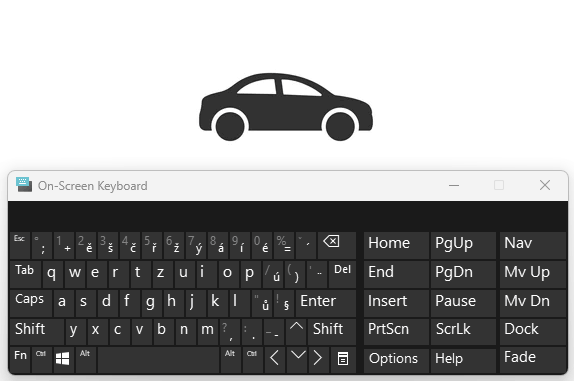 On-Screen Keyboard
Esc ° ; 1 + 2 ě 3 š 4 č 5 ř 6 ž 7 ý 8 á 9 í 0 é % = ˇ ´ Home PgUp Nav
Tab q w e r t z u i o p / ú ( ) ' ¨ Del End PgDn Mv Up
Caps a s d f g h j k l " ů ! § Enter Insert Pause Mv Dn
Shift y x c v b n m ? , : . _ - Shift PrtScn ScrLk Dock
Fn Ctrl Alt Alt Ctrl Options Help Fade